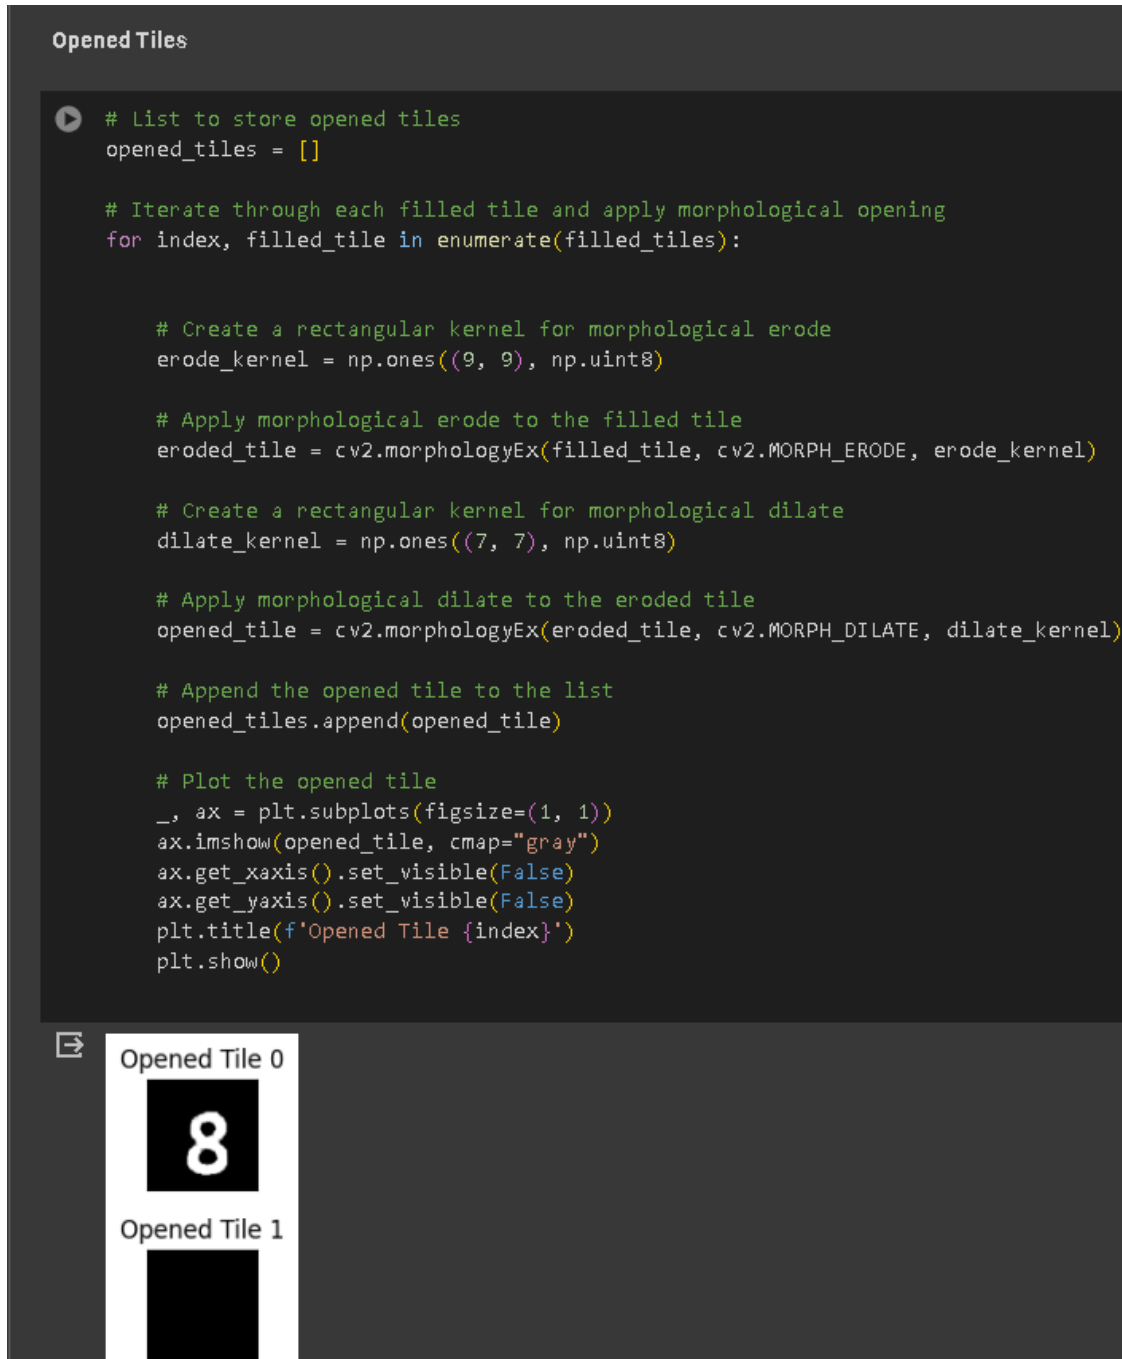 Opened Tiles
# List to store opened tiles
opened_tiles = []
# Iterate through each filled tile and apply morphological opening
for index, filled_tile in enumerate(filled_tiles):
# Create a rectangular kernel for morphological erode
erode_kernel = np.ones((9, 9), np.uint8)
# Apply morphological erode to the filled tile
eroded_tile = cv2.morphologyEx(filled_tile, cv2.MORPH_ERODE, erode_kernel)
# Create a rectangular kernel for morphological dilate
dilate_kernel = np.ones((7, 7), np.uint8)
# Apply morphological dilate to the eroded tile
opened_tile = cv2.morphologyEx(eroded_tile, cv2.MORPH_DILATE, dilate_kernel)
# Append the opened tile to the list
opened_tiles.append(opened_tile)
# Plot the opened tile
_, ax = plt.subplots(figsize=(1, 1))
ax.imshow(opened_tile, cmap="gray")
ax.get_xaxis().set_visible(False)
ax.get_yaxis().set_visible(False)
plt.title(f'Opened Tile {index}')
plt.show()
Opened Tile 0
8
Opened Tile 1